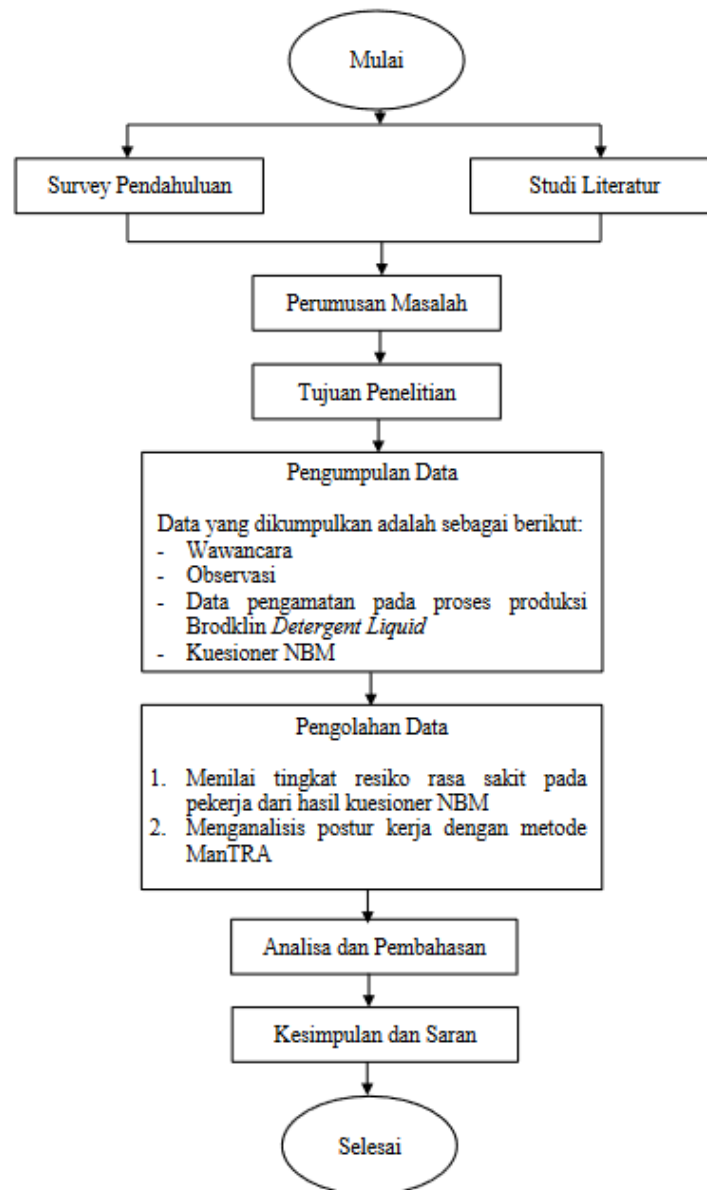 Mulai
Survey Pendahuluan
Studi Literatur
Perumusan Masalah
Tujuan Penelitian
Pengumpulan Data
Data yang dikumpulkan adalah sebagai berikut:
- Wawancara
- Observasi
- Data pengamatan pada proses produksi
Brodklin Detergent Liquid
- Kuesioner NBM
Pengolahan Data
1. Menilai tingkat resiko rasa sakit pada
pekerja dari hasil kuesioner NBM
2. Menganalisis postur kerja dengan metode
ManTRA
Analisa dan Pembahasan
Kesimpulan dan Saran
Selesai